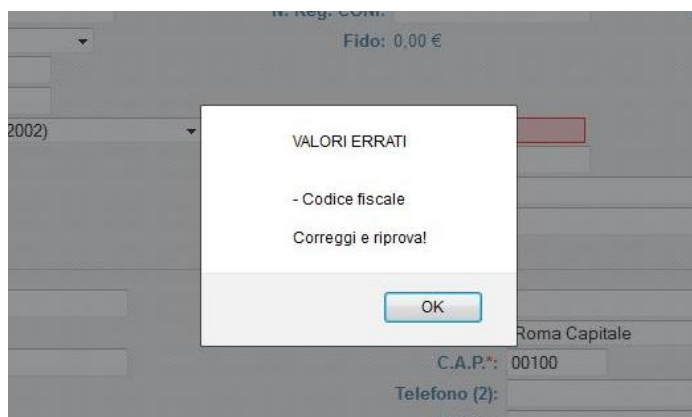 N. Reg. CONI:
Fido: 0,00 €
2002)
VALORI ERRATI
- Codice fiscale
Correggi e riprova!
OK
Roma Capitale
C.A.P.*: 00100
Telefono (2):